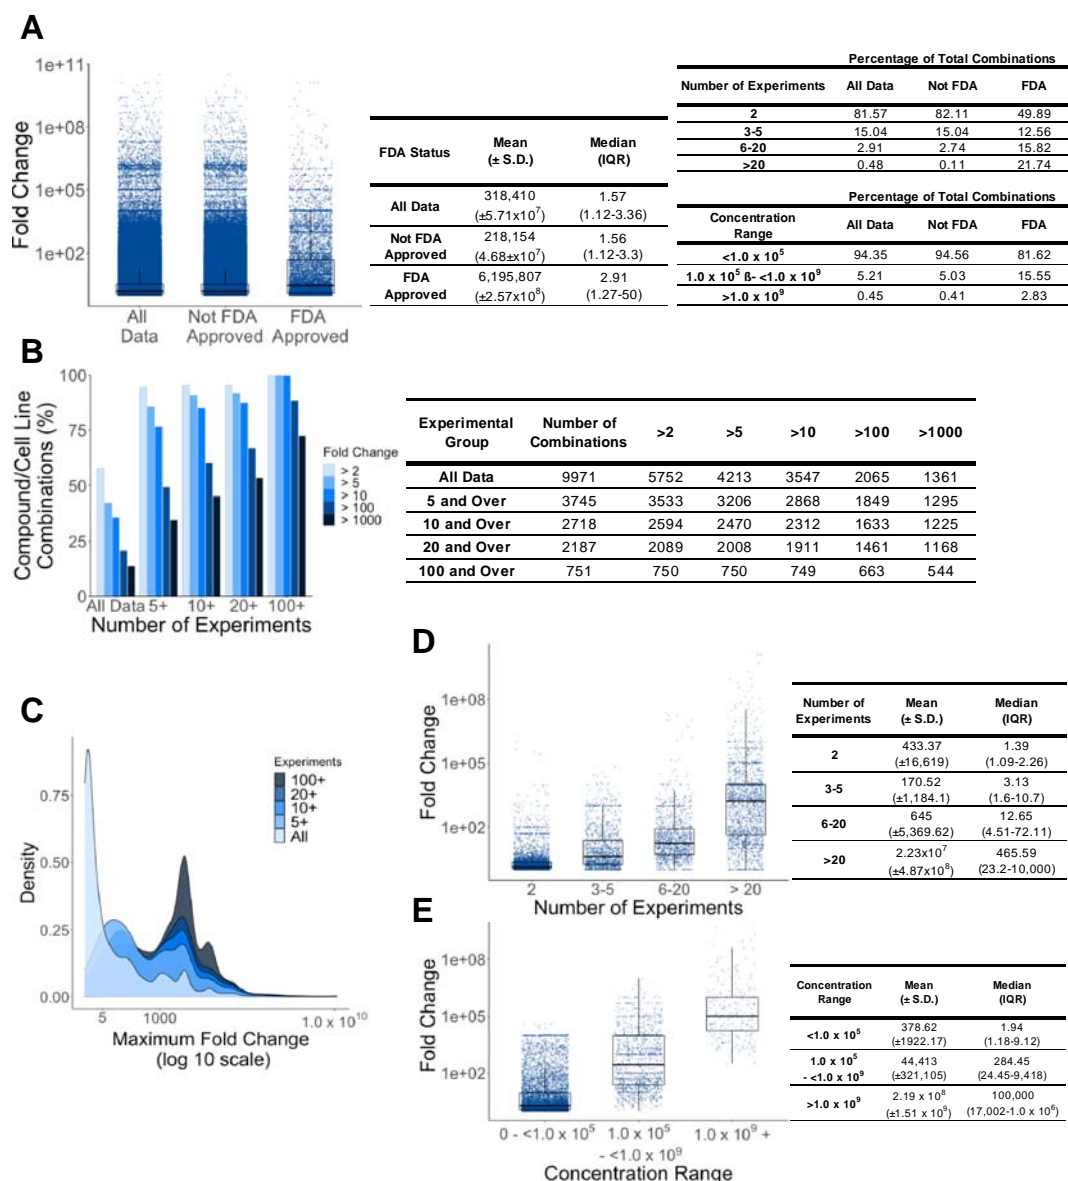 A
1e+11
1e+08
1e+05
1e+02
Fold Change
All Data
Not FDA Approved
FDA Approved
FDA Status Mean (± S.D.) Median (IQR)
All Data 318,410 (±5.71x10⁷) 1.57 (1.12-3.36)
Not FDA Approved 218,154 (4.68±x10⁷) 1.56 (1.12-3.3)
FDA Approved 6,195,807 (±2.57x10⁸) 2.91 (1.27-50)
Percentage of Total Combinations
Number of Experiments All Data Not FDA FDA
2 81.57 82.11 49.89
3-5 15.04 15.04 12.56
6-20 2.91 2.74 15.82
>20 0.48 0.11 21.74
Percentage of Total Combinations
Concentration Range All Data Not FDA FDA
<1.0 x 10⁵ 94.35 94.56 81.62
1.0 x 10⁵ ß- <1.0 x 10⁹ 5.21 5.03 15.55
>1.0 x 10⁹ 0.45 0.41 2.83
B
100
75
50
25
0
Compound/Cell Line Combinations (%)
All Data 5+ 10+ 20+ 100+
Number of Experiments
Fold Change
> 2
> 5
> 10
> 100
> 1000
Experimental Group Number of Combinations >2 >5 >10 >100 >1000
All Data 9971 5752 4213 3547 2065 1361
5 and Over 3745 3533 3206 2868 1849 1295
10 and Over 2718 2594 2470 2312 1633 1225
20 and Over 2187 2089 2008 1911 1461 1168
100 and Over 751 750 750 749 663 544
C
0.75
0.50
0.25
0.00
Density
5 1000 1.0 x 10¹⁰
Maximum Fold Change
(log 10 scale)
Experiments
100+
20+
10+
5+
All
D
1e+08
1e+05
1e+02
Fold Change
2 3-5 6-20 > 20
Number of Experiments
Number of Experiments Mean (± S.D.) Median (IQR)
2 433.37 (±16,619) 1.39 (1.09-2.26)
3-5 170.52 (±1,184.1) 3.13 (1.6-10.7)
6-20 645 (±5,369.62) 12.65 (4.51-72.11)
>20 2.23x10⁷ (±4.87x10⁸) 465.59 (23.2-10,000)
E
1e+08
1e+05
1e+02
Fold Change
0 - <1.0 x 10⁵ 1.0 x 10⁵ - <1.0 x 10⁹ 1.0 x 10⁹ +
Concentration Range
Concentration Range Mean (± S.D.) Median (IQR)
<1.0 x 10⁵ 378.62 (±1922.17) 1.94 (1.18-9.12)
1.0 x 10⁵ - <1.0 x 10⁹ 44,413 (±321,105) 284.45 (24.45-9,418)
>1.0 x 10⁹ 2.19 x 10⁸ (±1.51 x 10⁹) 100,000 (17,002-1.0 x 10⁶)